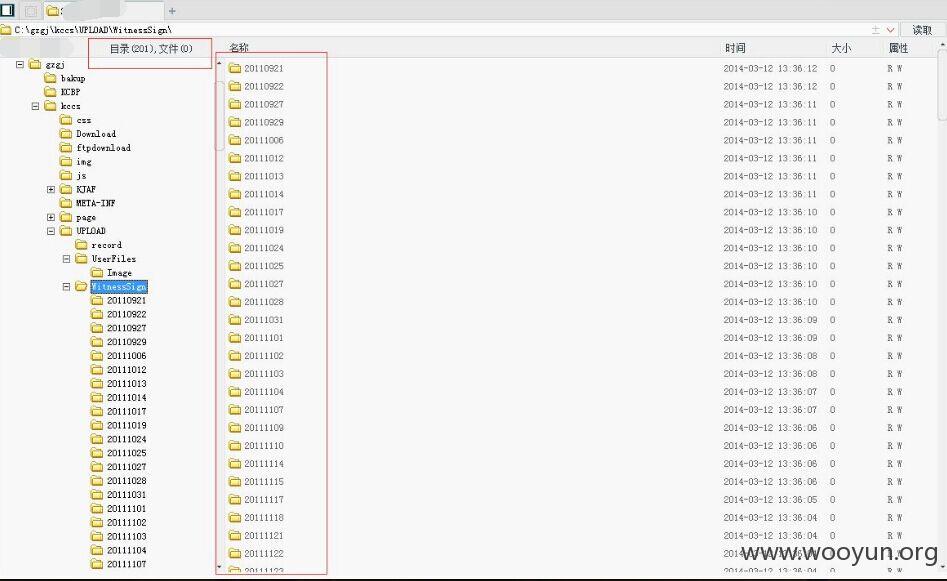 C:\gzgj\kccs\UPLOAD\WitnessSign\
读取
目录(201),文件(0)
名称 时间 大小 属性
gzgj
bakup
KCBP
kccs
css
Download
ftpdownload
img
js
KJAF
META-INF
page
UPLOAD
record
UserFiles
Image
WitnessSign
20110921
20110922
20110927
20110929
20111006
20111012
20111013
20111014
20111017
20111019
20111024
20111025
20111027
20111028
20111031
20111101
20111102
20111103
20111104
20111107
20110921 2014-03-12 13:36:12 0 R W
20110922 2014-03-12 13:36:12 0 R W
20110927 2014-03-12 13:36:11 0 R W
20110929 2014-03-12 13:36:11 0 R W
20111006 2014-03-12 13:36:11 0 R W
20111012 2014-03-12 13:36:11 0 R W
20111013 2014-03-12 13:36:11 0 R W
20111014 2014-03-12 13:36:11 0 R W
20111017 2014-03-12 13:36:10 0 R W
20111019 2014-03-12 13:36:10 0 R W
20111024 2014-03-12 13:36:10 0 R W
20111025 2014-03-12 13:36:10 0 R W
20111027 2014-03-12 13:36:10 0 R W
20111028 2014-03-12 13:36:10 0 R W
20111031 2014-03-12 13:36:09 0 R W
20111101 2014-03-12 13:36:09 0 R W
20111102 2014-03-12 13:36:08 0 R W
20111103 2014-03-12 13:36:08 0 R W
20111104 2014-03-12 13:36:07 0 R W
20111107 2014-03-12 13:36:07 0 R W
20111109 2014-03-12 13:36:06 0 R W
20111110 2014-03-12 13:36:06 0 R W
20111114 2014-03-12 13:36:06 0 R W
20111115 2014-03-12 13:36:06 0 R W
20111117 2014-03-12 13:36:05 0 R W
20111118 2014-03-12 13:36:04 0 R W
20111121 2014-03-12 13:36:04 0 R W
20111122
20111123
www.wooyun.org